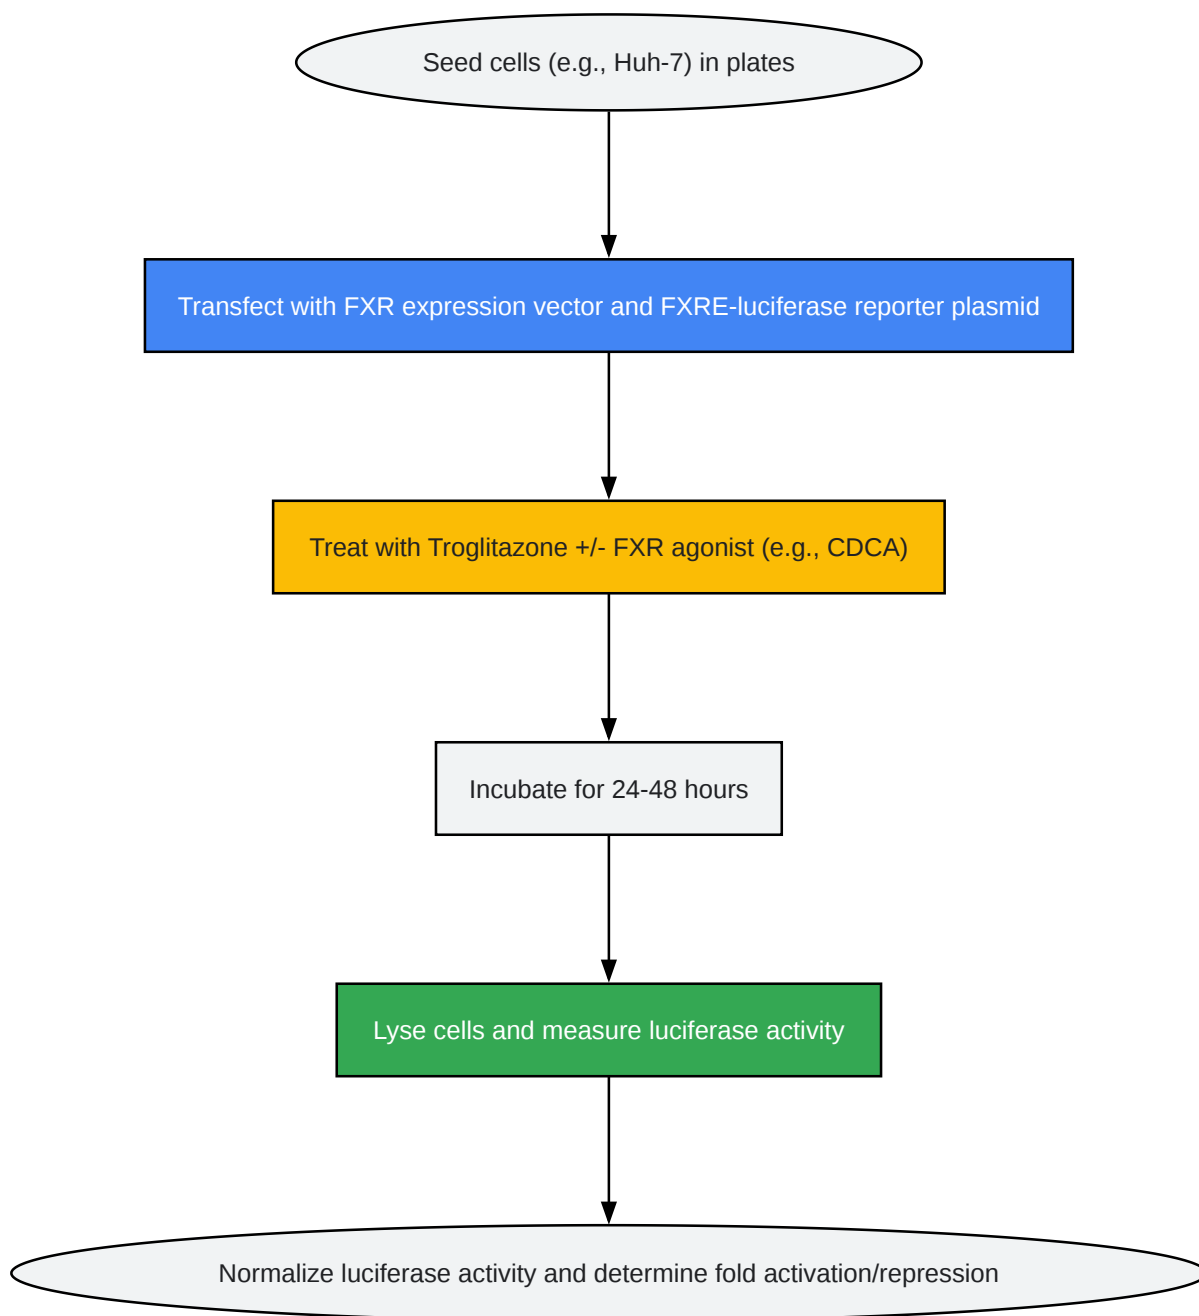 Seed cells (e.g., Huh-7) in plates
Transfect with FXR expression vector and FXRE-luciferase reporter plasmid
Treat with Troglitazone +/- FXR agonist (e.g., CDCA)
Incubate for 24-48 hours
Lyse cells and measure luciferase activity
Normalize luciferase activity and determine fold activation/repression